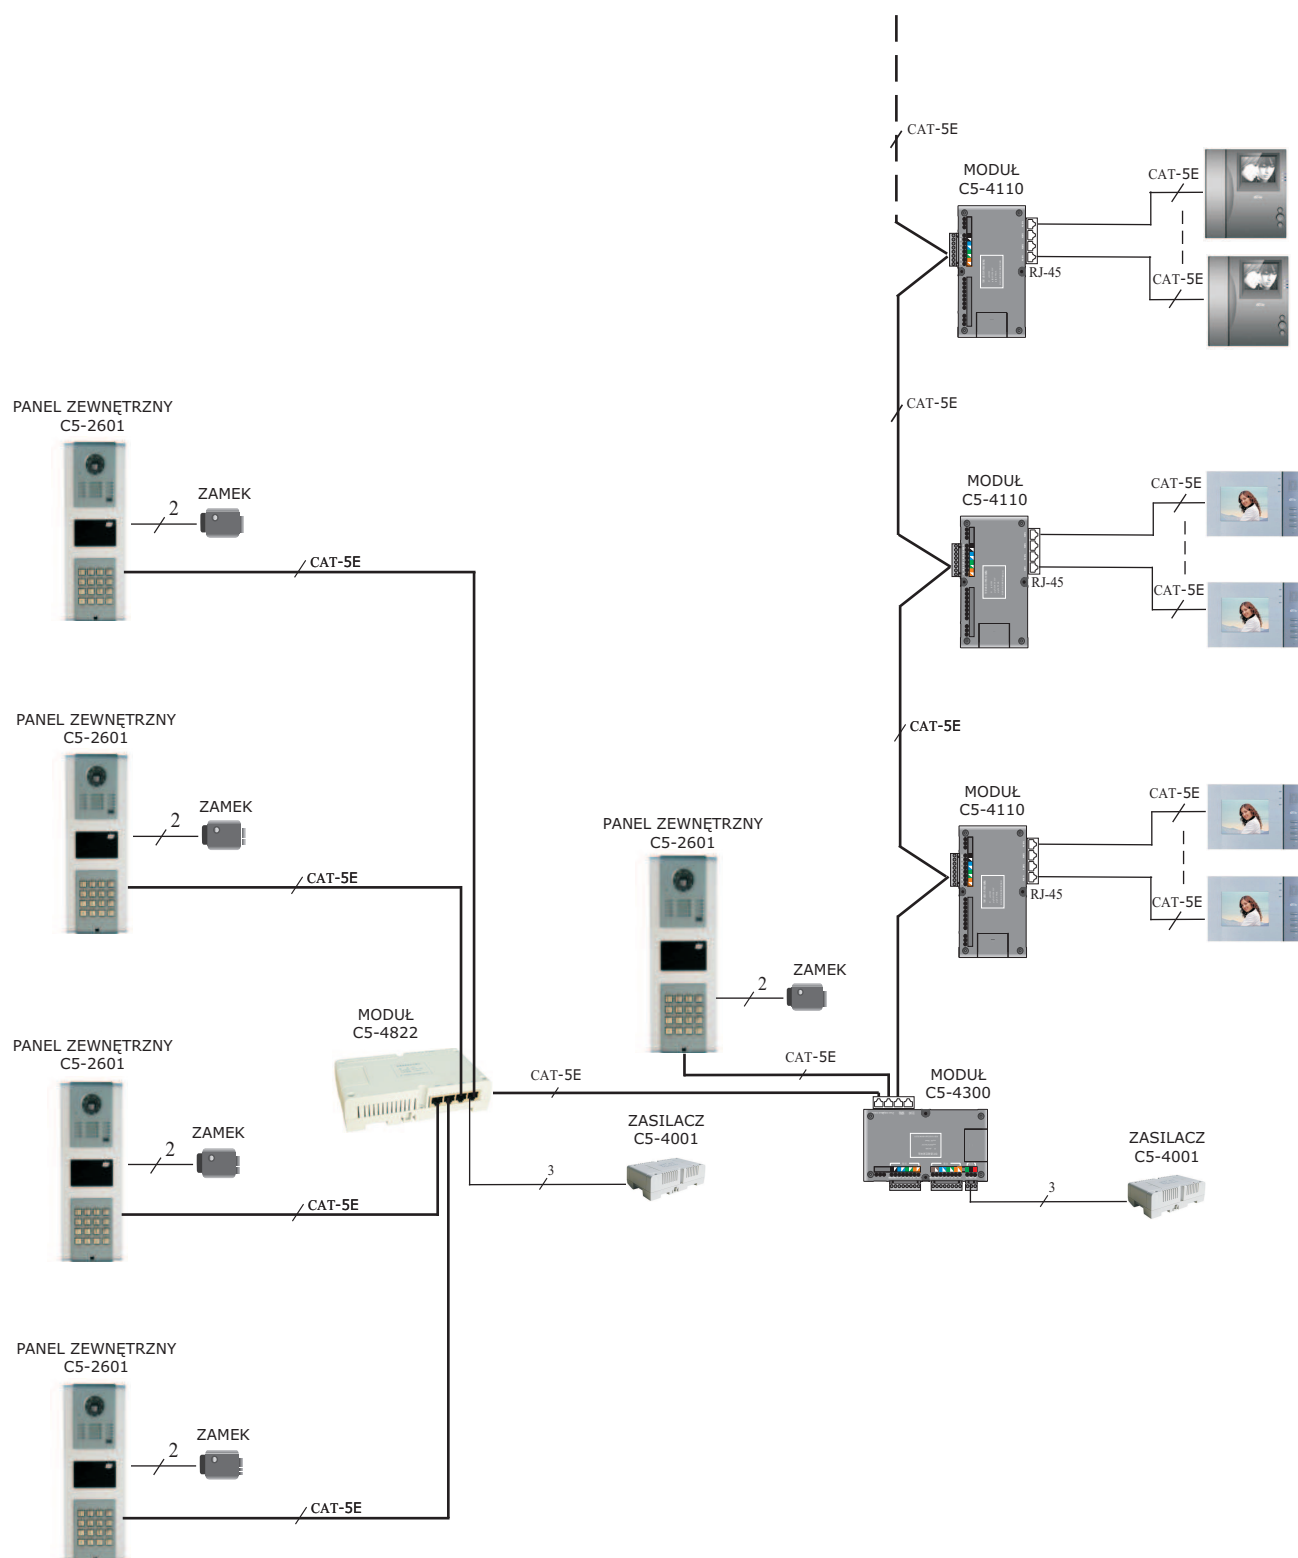 CAT-5E
MODUŁ
C5-4110
CAT-5E
RJ-45
CAT-5E
CAT-5E
PANEL ZEWNĘTRZNY
C5-2601
ZAMEK
2
CAT-5E
MODUŁ
C5-4110
CAT-5E
RJ-45
CAT-5E
PANEL ZEWNĘTRZNY
C5-2601
ZAMEK
2
CAT-5E
CAT-5E
MODUŁ
C5-4110
CAT-5E
RJ-45
CAT-5E
PANEL ZEWNĘTRZNY
C5-2601
ZAMEK
2
MODUŁ
C5-4822
CAT-5E
CAT-5E
MODUŁ
C5-4300
PANEL ZEWNĘTRZNY
C5-2601
ZAMEK
2
CAT-5E
ZASILACZ
C5-4001
3
ZASILACZ
C5-4001
3
PANEL ZEWNĘTRZNY
C5-2601
ZAMEK
2
CAT-5E